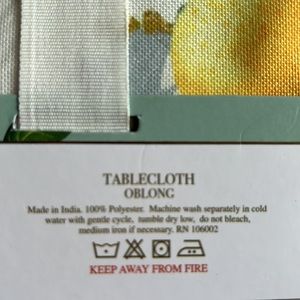 TABLECLOTH
OBLONG
Made in India. 100% Polyester. Machine wash separately in cold
water with gentle cycle, tumble dry low, do not bleach,
medium iron if necessary. RN 106002
KEEP AWAY FROM FIRE